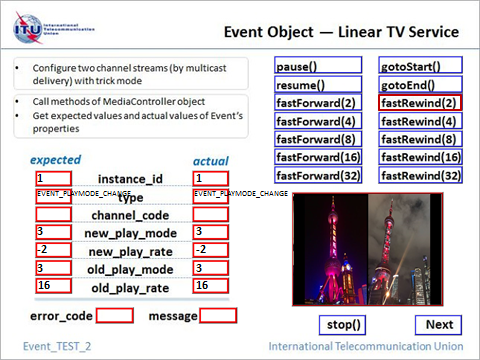 ITU
International
Telecommunication
Union
Event Object — Linear TV Service
• Configure two channel streams (by multicast
delivery) with trick mode
• Call methods of MediaController object
• Get expected values and actual values of Event's
properties
pause() gotoStart()
resume() gotoEnd()
fastForward(2) fastRewind(2)
fastForward(4) fastRewind(4)
fastForward(8) fastRewind(8)
fastForward(16) fastRewind(16)
fastForward(32) fastRewind(32)
expected actual
1 instance_id 1
EVENT_PLAYMODE_CHANGE type EVENT_PLAYMODE_CHANGE
channel_code
3 new_play_mode 3
-2 new_play_rate -2
3 old_play_mode 3
16 old_play_rate 16
error_code message
stop() Next
Event_TEST_2 International Telecommunication Union